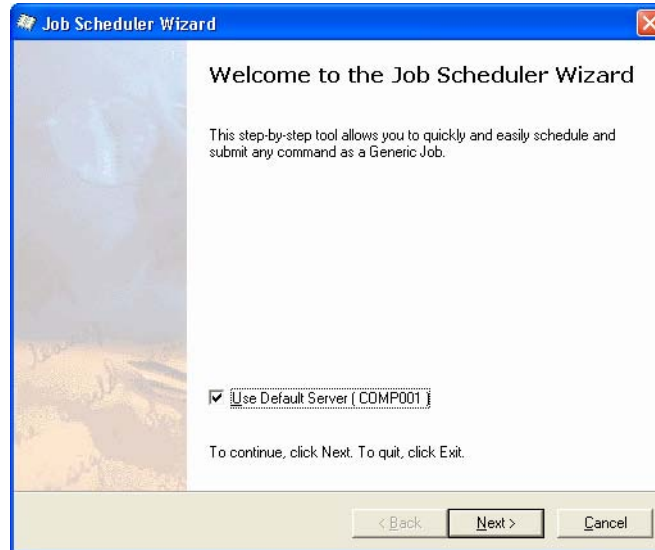 Job Scheduler Wizard
Welcome to the Job Scheduler Wizard
This step-by-step tool allows you to quickly and easily schedule and
submit any command as a Generic Job.
Use Default Server ( COMP001 )
To continue, click Next. To quit, click Exit.
< Back
Next >
Cancel